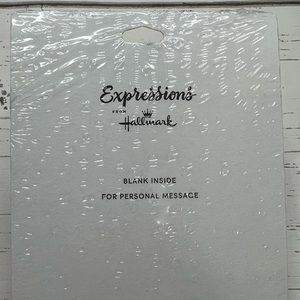 Expressions
FROM
Hallmark
BLANK INSIDE
FOR PERSONAL MESSAGE